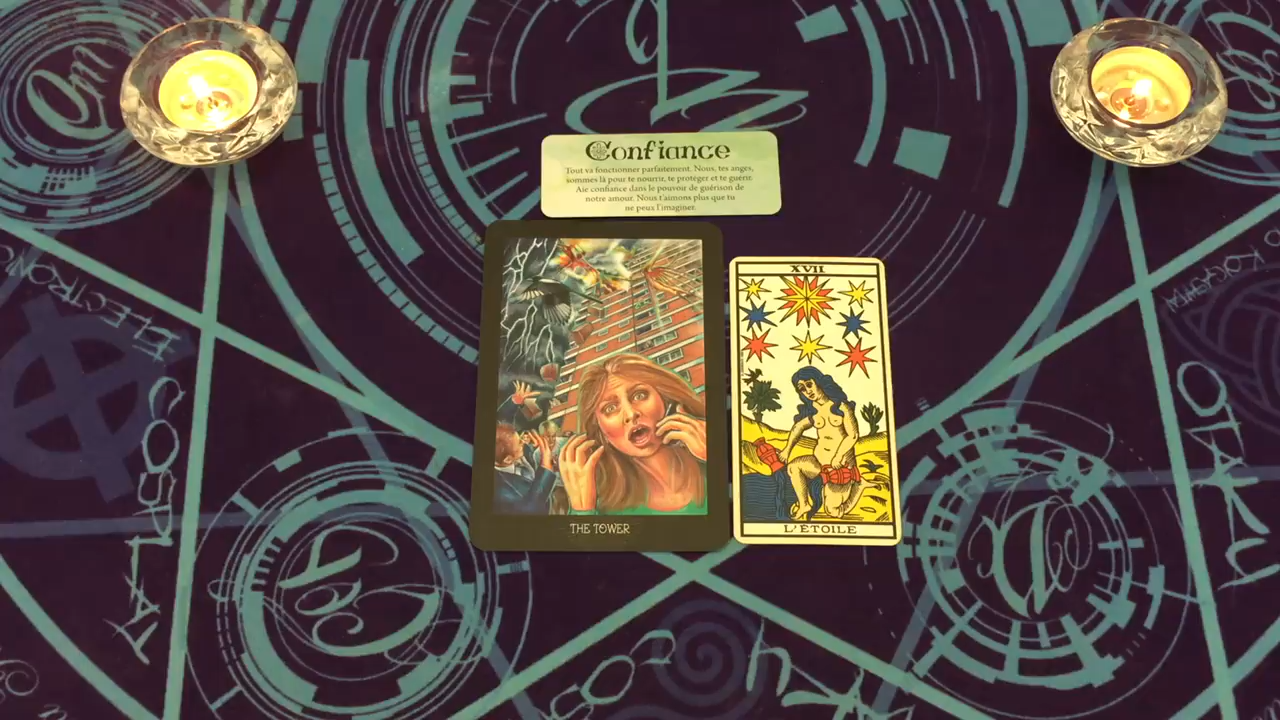 Confiance
Tout va fonctionner parfaitement. Nous, tes anges,
sommes là pour te nourrir, te protéger et te guérir.
Aie confiance dans le pouvoir de guérison de
notre amour. Nous t'aimons plus que tu
ne peux l'imaginer.
XVII
THE TOWER
L'ÉTOILE
ELECTRONIC
COSPLAY
OTAKU